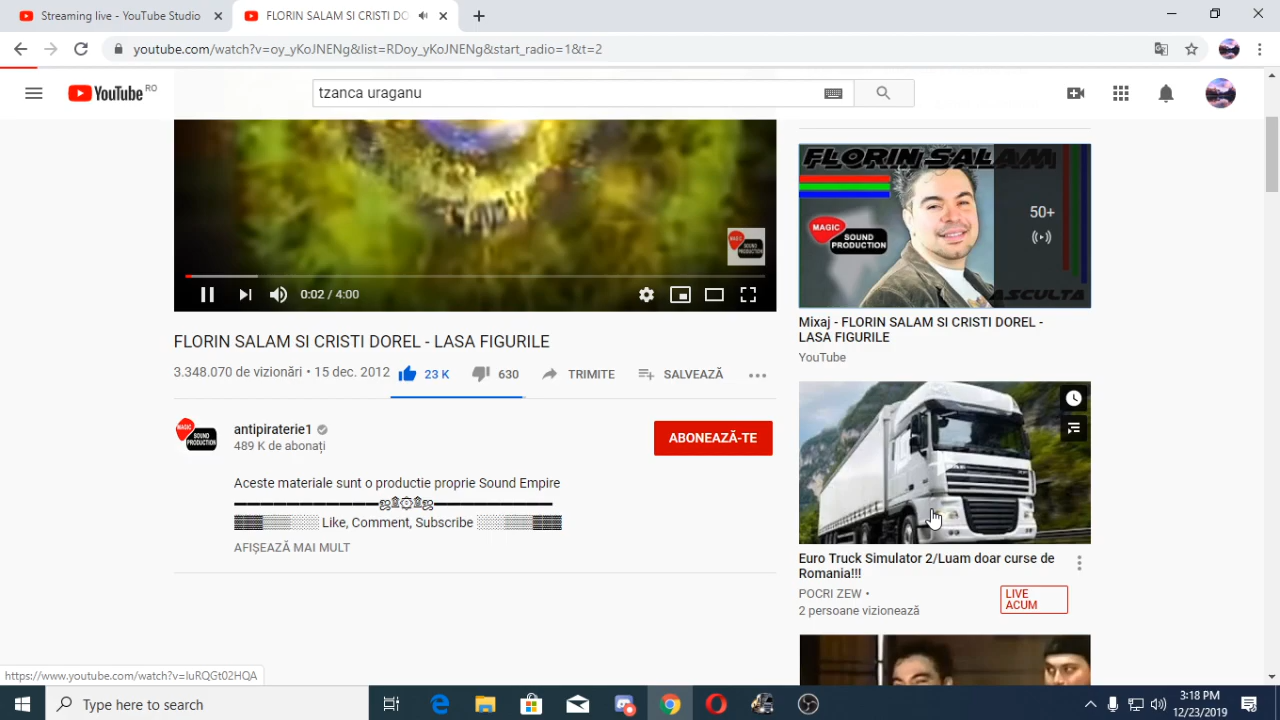 Streaming live - YouTube Studio
FLORIN SALAM SI CRISTI DO
youtube.com/watch?v=oy_yKoJNENg&list=RDoy_yKoJNENg&start_radio=1&t=2
YouTube RO
tzanca uraganu
0:02 / 4:00
FLORIN SALAM SI CRISTI DOREL - LASA FIGURILE
3.348.070 de vizionări • 15 dec. 2012
23 K
630
TRIMITE
SALVEAZĂ
MAGIC
SOUND
PRODUCTION
antipiraterie1
489 K de abonați
ABONEAZĂ-TE
Aceste materiale sunt o productie proprie Sound Empire
Like, Comment, Subscribe
AFIȘEAZĂ MAI MULT
FLORIN SALAM
MAGIC
SOUND
PRODUCTION
50+
ASCULTA
Mixaj - FLORIN SALAM SI CRISTI DOREL -
LASA FIGURILE
YouTube
Euro Truck Simulator 2/Luam doar curse de
Romania!!!
POCRI ZEW •
2 persoane vizionează
LIVE
ACUM
https://www.youtube.com/watch?v=luRQGt02HQA
Type here to search
3:18 PM
12/23/2019